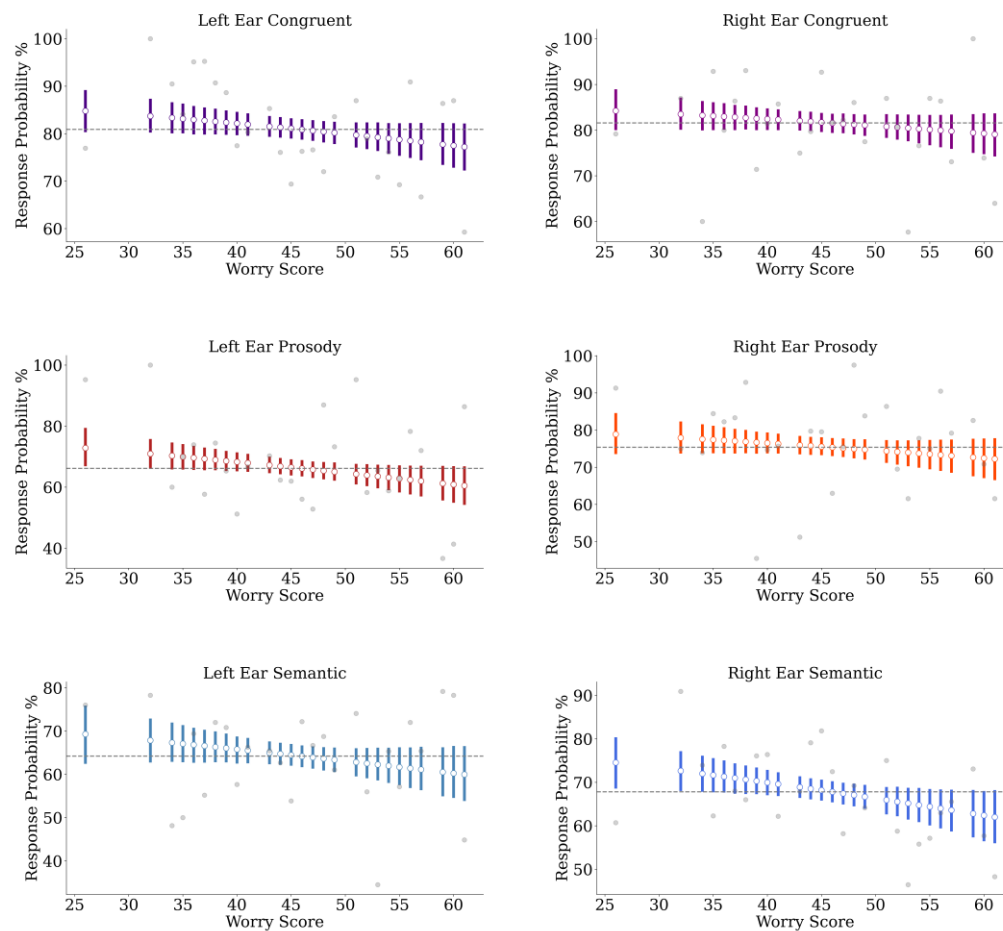 Left Ear Congruent
Response Probability %
100
90
80
70
60
25 30 35 40 45 50 55 60
Worry Score
Right Ear Congruent
Response Probability %
100
90
80
70
60
25 30 35 40 45 50 55 60
Worry Score
Left Ear Prosody
Response Probability %
100
80
60
40
25 30 35 40 45 50 55 60
Worry Score
Right Ear Prosody
Response Probability %
100
90
80
70
60
50
25 30 35 40 45 50 55 60
Worry Score
Left Ear Semantic
Response Probability %
80
70
60
50
40
25 30 35 40 45 50 55 60
Worry Score
Right Ear Semantic
Response Probability %
90
80
70
60
50
25 30 35 40 45 50 55 60
Worry Score